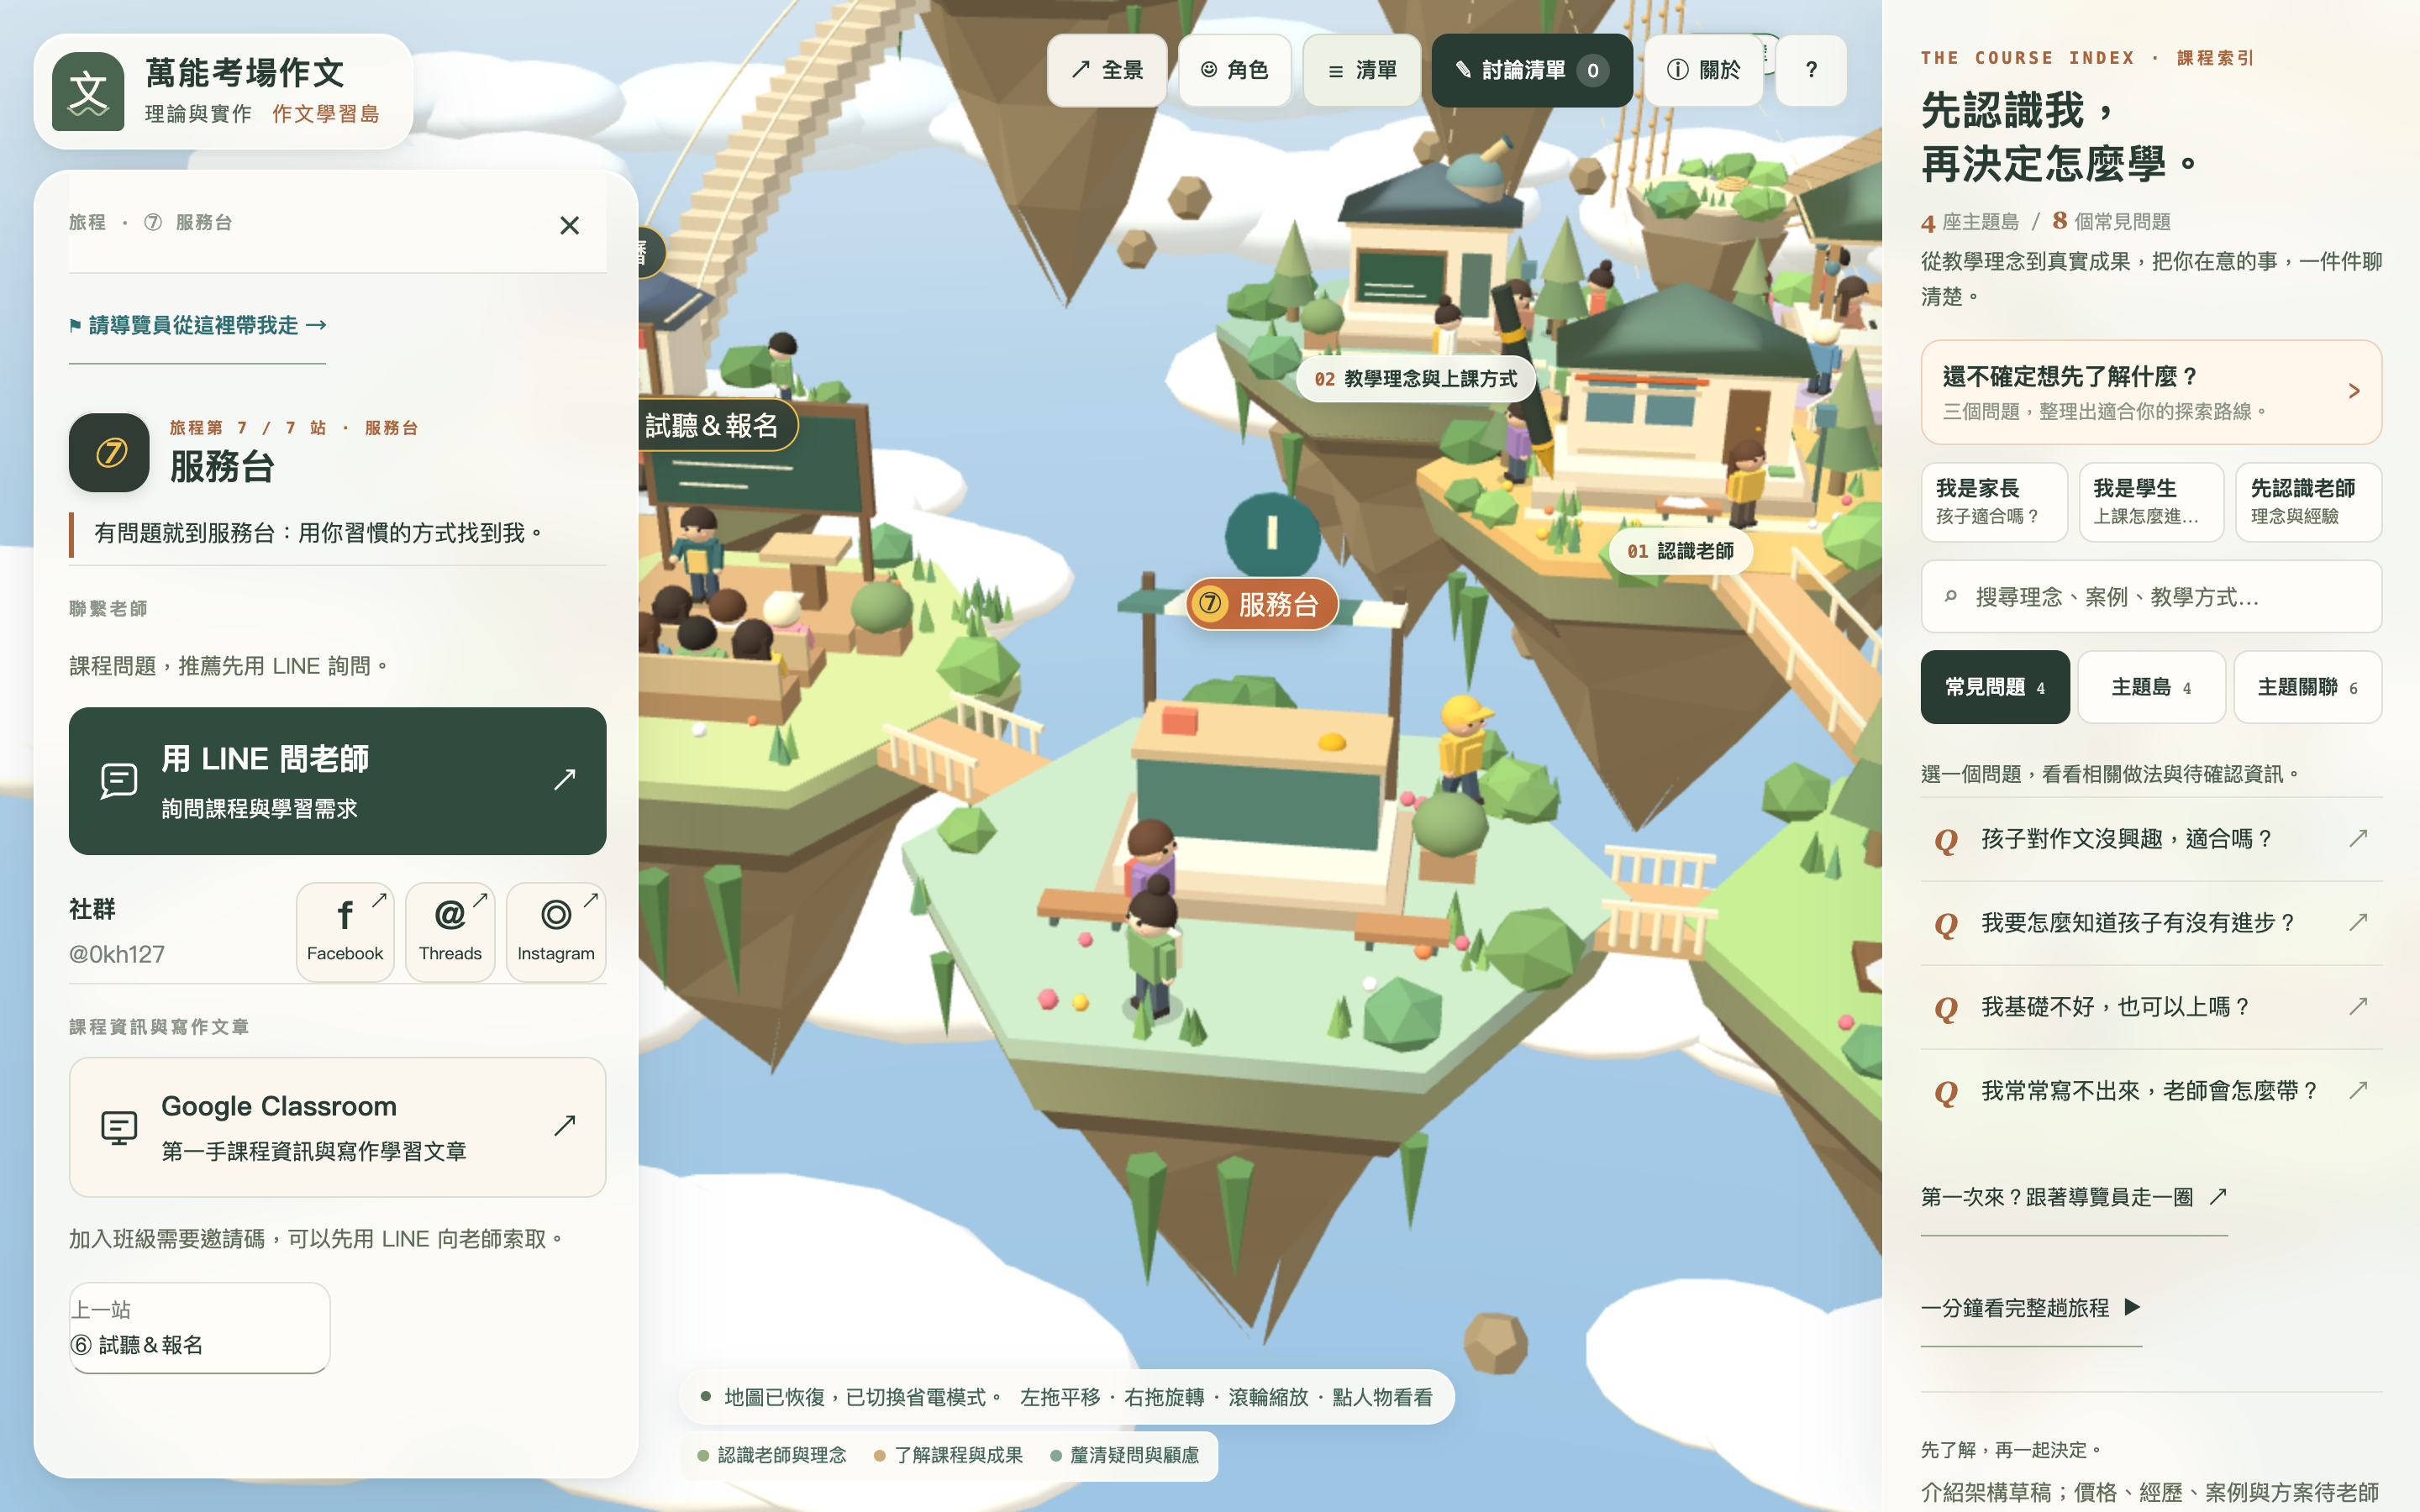 文
萬能考場作文
理論與實作 作文學習島
↗ 全景
☺ 角色
≡ 清單
✎ 討論清單 0
ⓘ 關於
?
旅程 · ⑦ 服務台
×
⚑ 請導覽員從這裡帶我走 →
⑦
旅程第 7 / 7 站 · 服務台
服務台
有問題就到服務台：用你習慣的方式找到我。
聯繫老師
課程問題，推薦先用 LINE 詢問。
用 LINE 問老師
詢問課程與學習需求
↗
社群
@0kh127
Facebook
Threads
Instagram
課程資訊與寫作文章
Google Classroom
第一手課程資訊與寫作學習文章
↗
加入班級需要邀請碼，可以先用 LINE 向老師索取。
上一站
⑥ 試聽＆報名
試聽＆報名
02 教學理念與上課方式
01 認識老師
⑦ 服務台
地圖已恢復，已切換省電模式。 左拖平移 · 右拖旋轉 · 滾輪縮放 · 點人物看看
認識老師與理念
了解課程與成果
釐清疑問與顧慮
THE COURSE INDEX · 課程索引
先認識我，
再決定怎麼學。
4 座主題島 / 8 個常見問題
從教學理念到真實成果，把你在意的事，一件件聊
清楚。
還不確定想先了解什麼？
三個問題，整理出適合你的探索路線。
我是家長
孩子適合嗎？
我是學生
上課怎麼進…
先認識老師
理念與經驗
搜尋理念、案例、教學方式…
常見問題 4
主題島 4
主題關聯 6
選一個問題，看看相關做法與待確認資訊。
Q 孩子對作文沒興趣，適合嗎？ ↗
Q 我要怎麼知道孩子有沒有進步？ ↗
Q 我基礎不好，也可以上嗎？ ↗
Q 我常常寫不出來，老師會怎麼帶？ ↗
第一次來？跟著導覽員走一圈 ↗
一分鐘看完整趟旅程 ▶
先了解，再一起決定。
介紹架構草稿；價格、經歷、案例與方案待老師